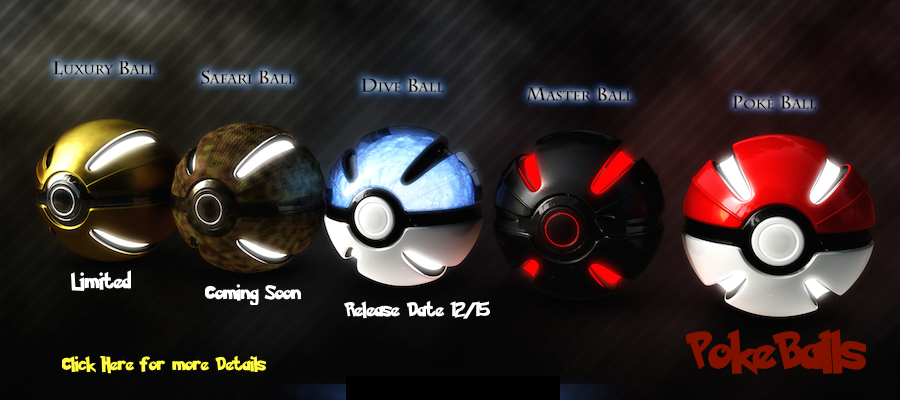 Luxury Ball
Safari Ball
Dive Ball
Master Ball
Poké Ball
Limited
Coming Soon
Release Date 12/15
Click Here for more Details
PokeBalls